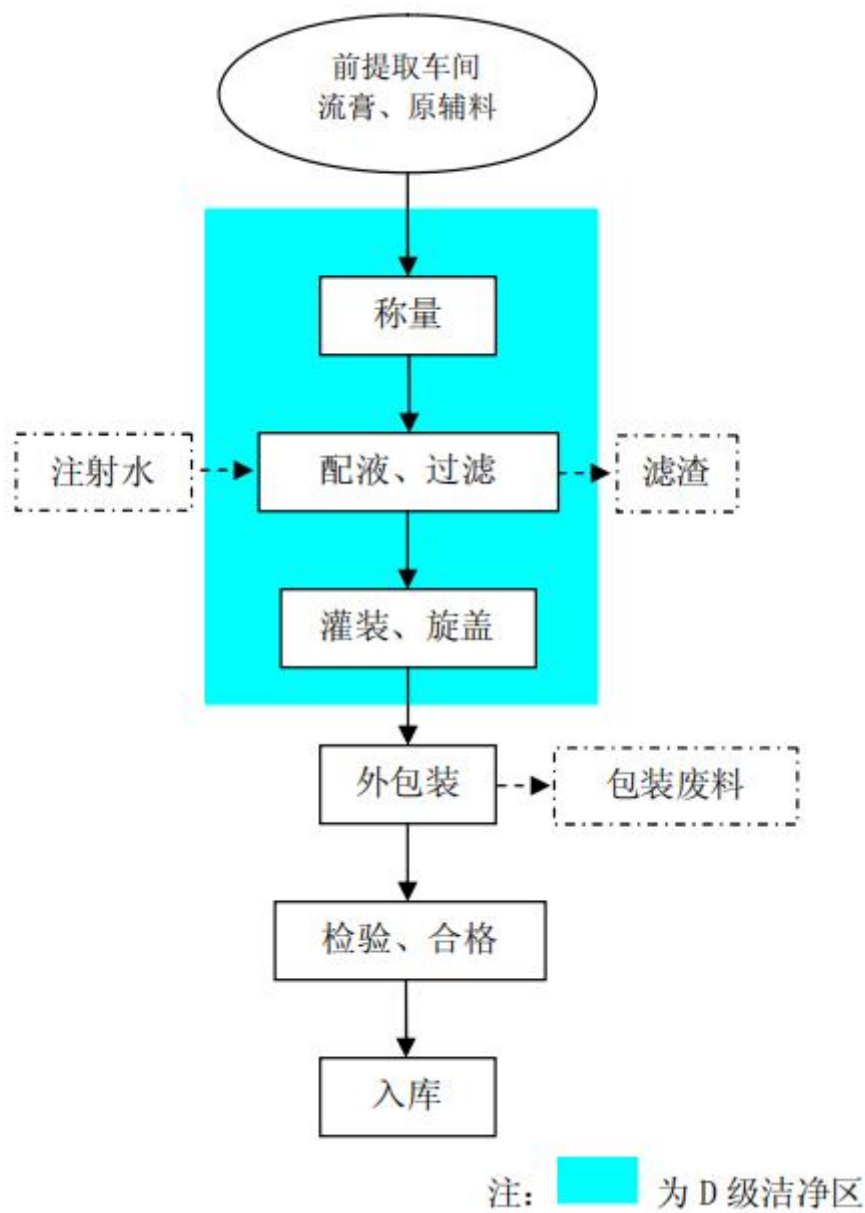 前提取车间
流膏、原辅料
称量
注射水
配液、过滤
滤渣
灌装、旋盖
外包装
包装废料
检验、合格
入库
注：
为 D 级洁净区